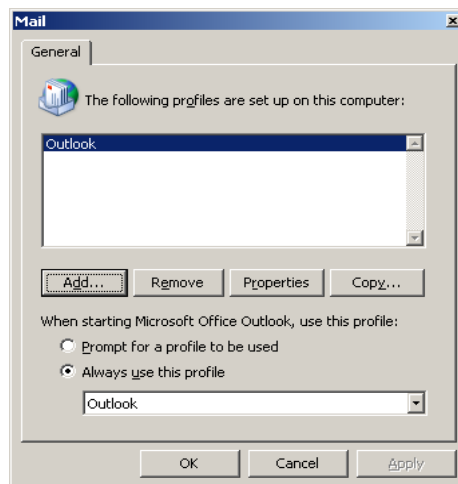 Mail
General
The following profiles are set up on this computer:
Outlook
Add... Remove Properties Copy...
When starting Microsoft Office Outlook, use this profile:
Prompt for a profile to be used
Always use this profile
Outlook
OK Cancel Apply